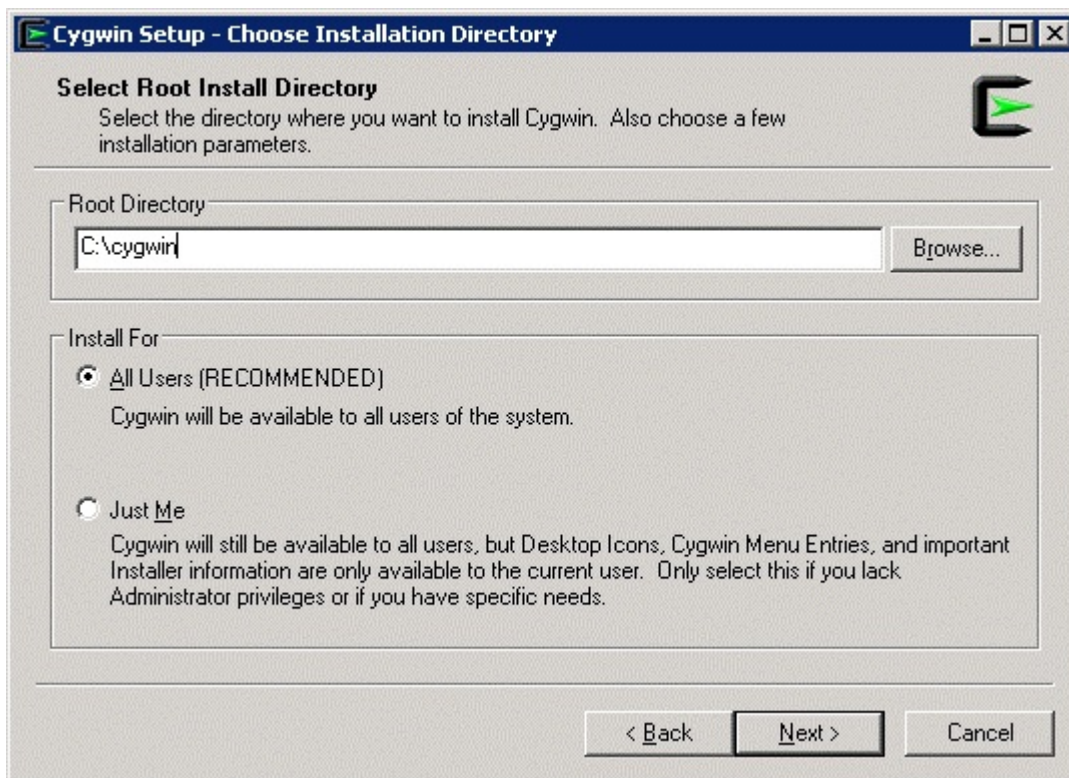 Cygwin Setup - Choose Installation Directory
Select Root Install Directory
Select the directory where you want to install Cygwin. Also choose a few
installation parameters.
Root Directory
C:\cygwin
Browse...
Install For
All Users (RECOMMENDED)
Cygwin will be available to all users of the system.
Just Me
Cygwin will still be available to all users, but Desktop Icons, Cygwin Menu Entries, and important
Installer information are only available to the current user. Only select this if you lack
Administrator privileges or if you have specific needs.
< Back
Next >
Cancel